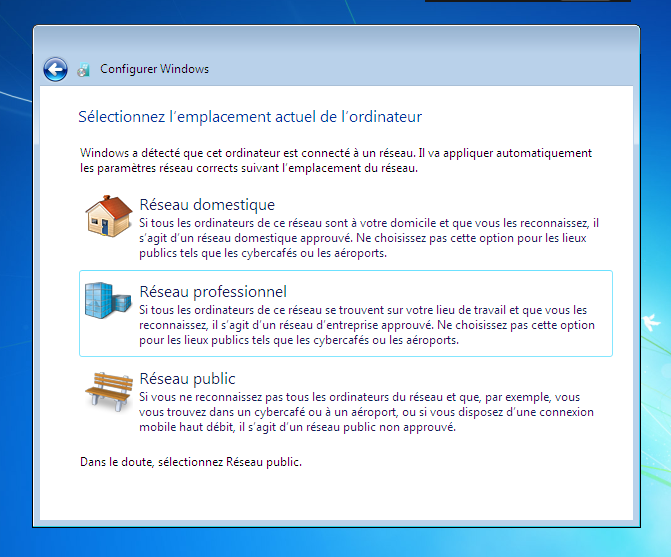 Configurer Windows
Sélectionnez l'emplacement actuel de l'ordinateur
Windows a détecté que cet ordinateur est connecté à un réseau. Il va appliquer automatiquement
les paramètres réseau corrects suivant l'emplacement du réseau.
Réseau domestique
Si tous les ordinateurs de ce réseau sont à votre domicile et que vous les reconnaissez, il
s'agit d'un réseau domestique approuvé. Ne choisissez pas cette option pour les lieux
publics tels que les cybercafés ou les aéroports.
Réseau professionnel
Si tous les ordinateurs de ce réseau se trouvent sur votre lieu de travail et que vous les
reconnaissez, il s'agit d'un réseau d'entreprise approuvé. Ne choisissez pas cette option
pour les lieux publics tels que les cybercafés ou les aéroports.
Réseau public
Si vous ne reconnaissez pas tous les ordinateurs du réseau et que, par exemple, vous
vous trouvez dans un cybercafé ou à un aéroport, ou si vous disposez d'une connexion
mobile haut débit, il s'agit d'un réseau public non approuvé.
Dans le doute, sélectionnez Réseau public.